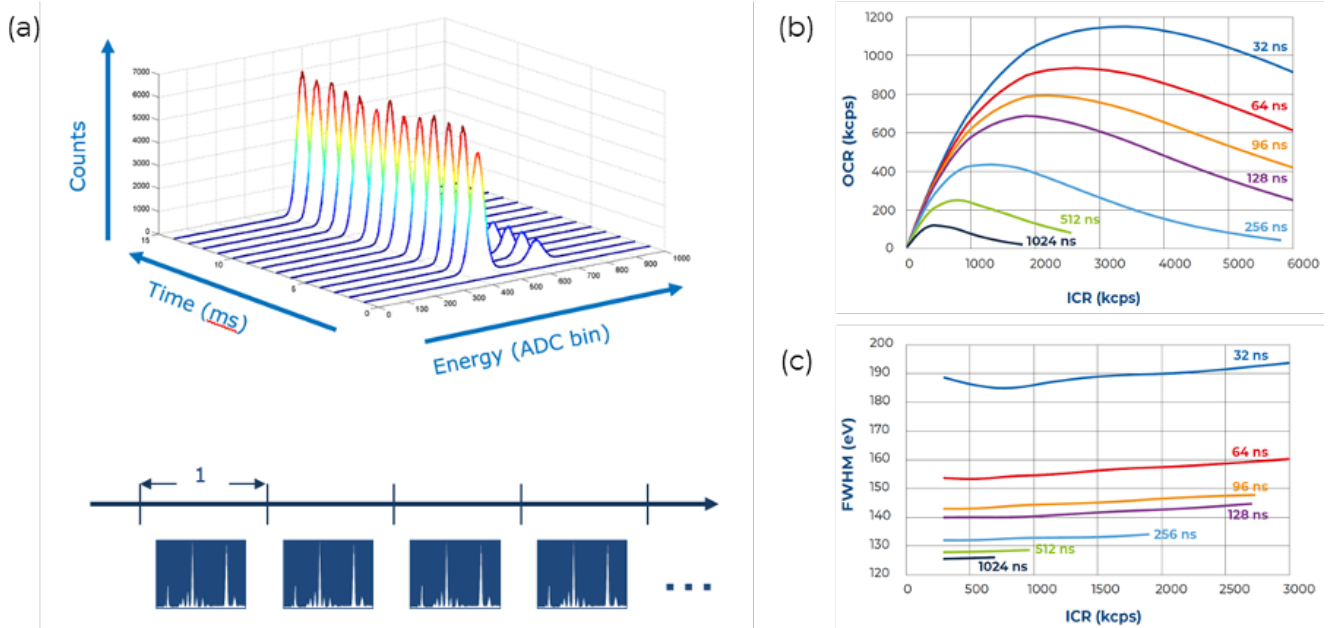 (a)
Counts
7000
6000
5000
4000
3000
2000
1000
0
15
10
5
0
0
100
200
300
400
500
600
700
800
900
1000
Time (ms)
Energy (ADC bin)
1
(b)
OCR (kcps)
1200
1000
800
600
400
200
0
32 ns
64 ns
96 ns
128 ns
256 ns
512 ns
1024 ns
0 1000 2000 3000 4000 5000 6000
ICR (kcps)
(c)
FWHM (eV)
200
190
180
170
160
150
140
130
120
32 ns
64 ns
96 ns
128 ns
256 ns
512 ns
1024 ns
0 500 1000 1500 2000 2500 3000
ICR (kcps)